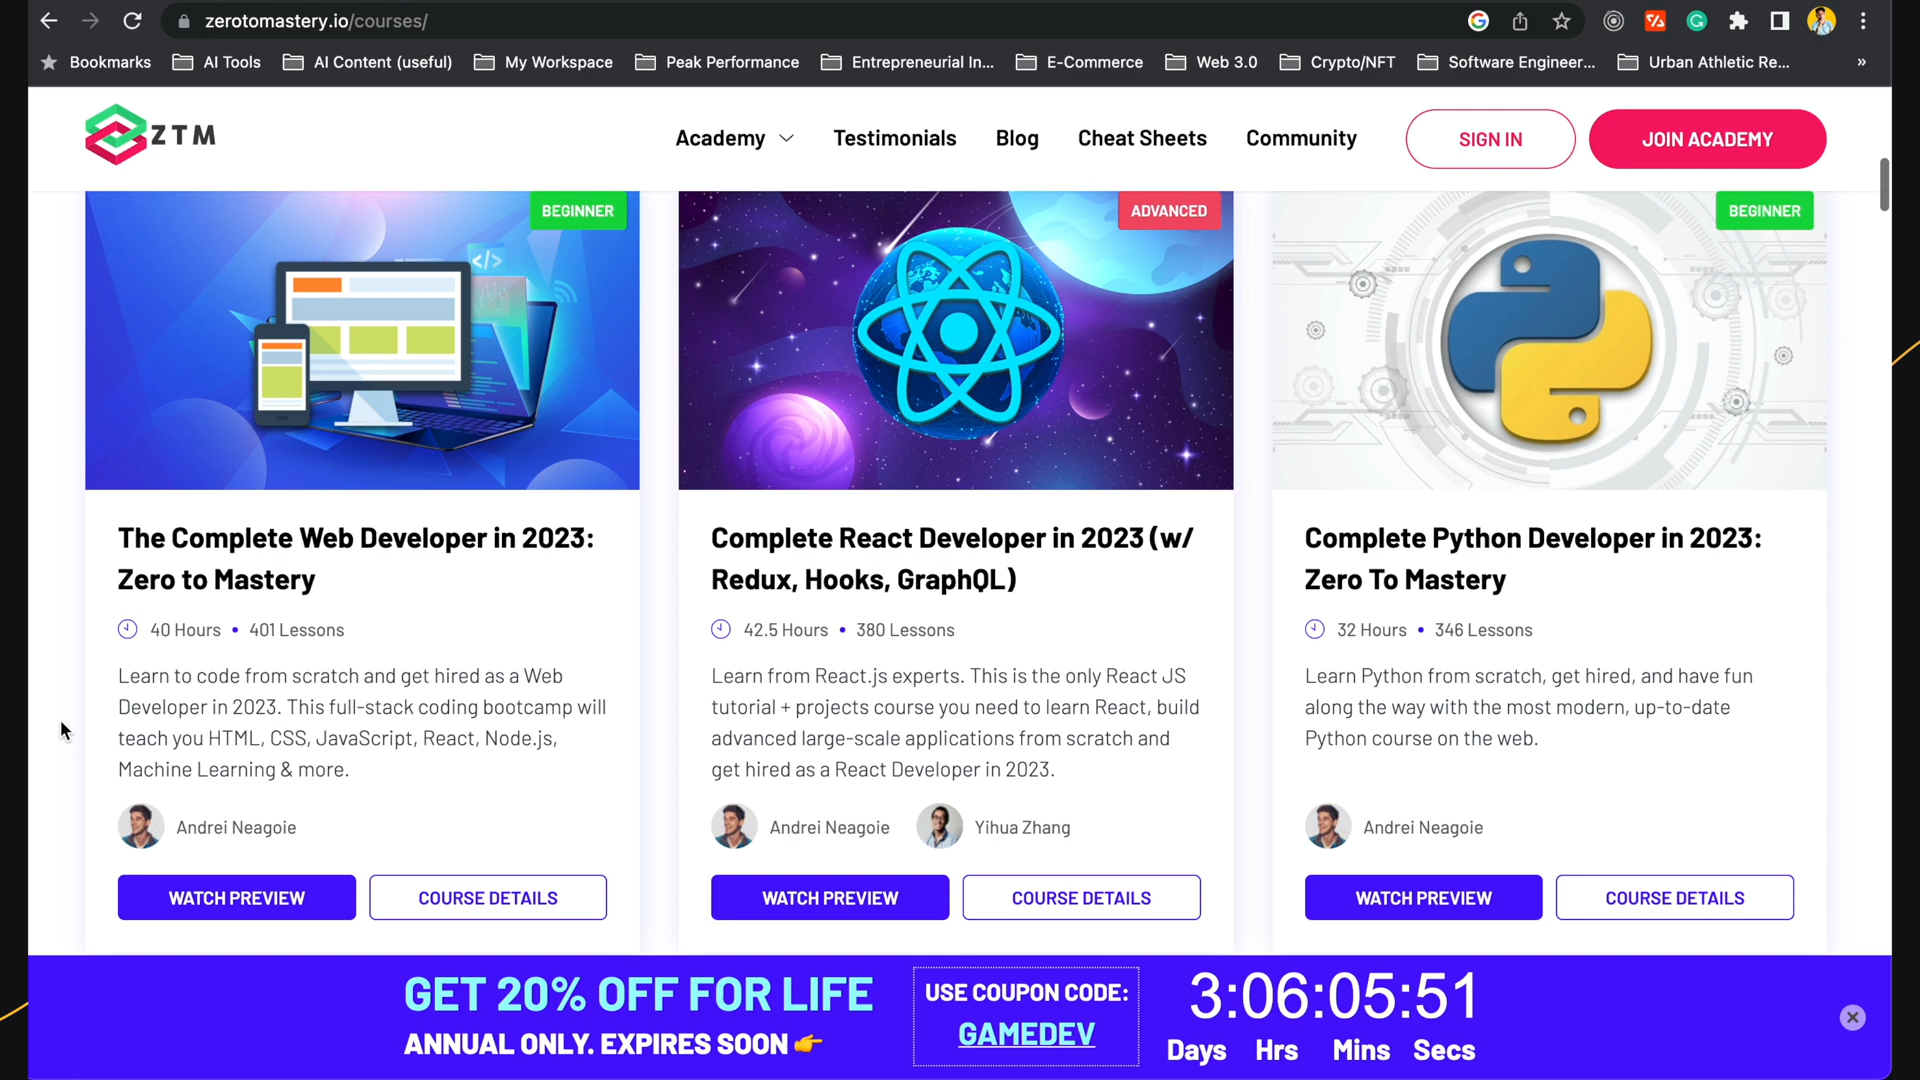 zerotomastery.io/courses/
Bookmarks AI Tools AI Content (useful) My Workspace Peak Performance Entrepreneurial In... E-Commerce Web 3.0 Crypto/NFT Software Engineer... Urban Athletic Re... »
ZTM Academy Testimonials Blog Cheat Sheets Community SIGN IN JOIN ACADEMY
BEGINNER
</>
The Complete Web Developer in 2023:
Zero to Mastery
40 Hours • 401 Lessons
Learn to code from scratch and get hired as a Web
Developer in 2023. This full-stack coding bootcamp will
teach you HTML, CSS, JavaScript, React, Node.js,
Machine Learning & more.
Andrei Neagoie
WATCH PREVIEW COURSE DETAILS
ADVANCED
Complete React Developer in 2023 (w/
Redux, Hooks, GraphQL)
42.5 Hours • 380 Lessons
Learn from React.js experts. This is the only React JS
tutorial + projects course you need to learn React, build
advanced large-scale applications from scratch and
get hired as a React Developer in 2023.
Andrei Neagoie Yihua Zhang
WATCH PREVIEW COURSE DETAILS
BEGINNER
Complete Python Developer in 2023:
Zero To Mastery
32 Hours • 346 Lessons
Learn Python from scratch, get hired, and have fun
along the way with the most modern, up-to-date
Python course on the web.
Andrei Neagoie
WATCH PREVIEW COURSE DETAILS
GET 20% OFF FOR LIFE
ANNUAL ONLY. EXPIRES SOON 👉
USE COUPON CODE:
GAMEDEV
3:06:05:51
Days Hrs Mins Secs